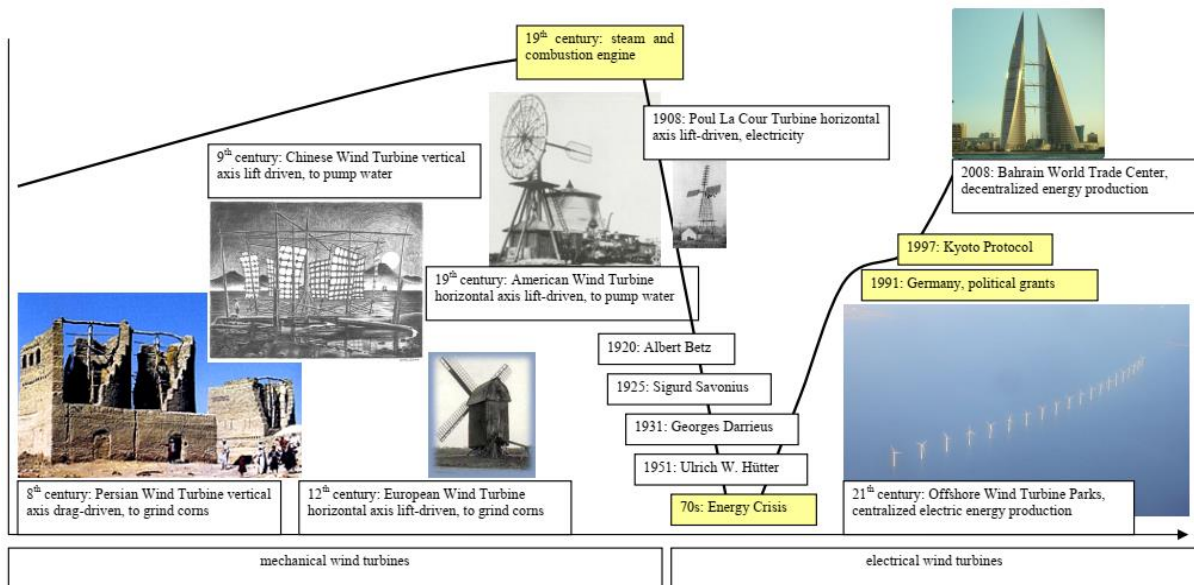 19th century: steam and
combustion engine
1908: Poul La Cour Turbine horizontal
axis lift-driven, electricity
9th century: Chinese Wind Turbine vertical
axis lift driven, to pump water
2008: Bahrain World Trade Center,
decentralized energy production
1997: Kyoto Protocol
1991: Germany, political grants
19th century: American Wind Turbine
horizontal axis lift-driven, to pump water
1920: Albert Betz
1925: Sigurd Savonius
1931: Georges Darrieus
1951: Ulrich W. Hütter
70s: Energy Crisis
8th century: Persian Wind Turbine vertical
axis drag-driven, to grind corns
12th century: European Wind Turbine
horizontal axis lift-driven, to grind corns
21th century: Offshore Wind Turbine Parks,
centralized electric energy production
mechanical wind turbines
electrical wind turbines